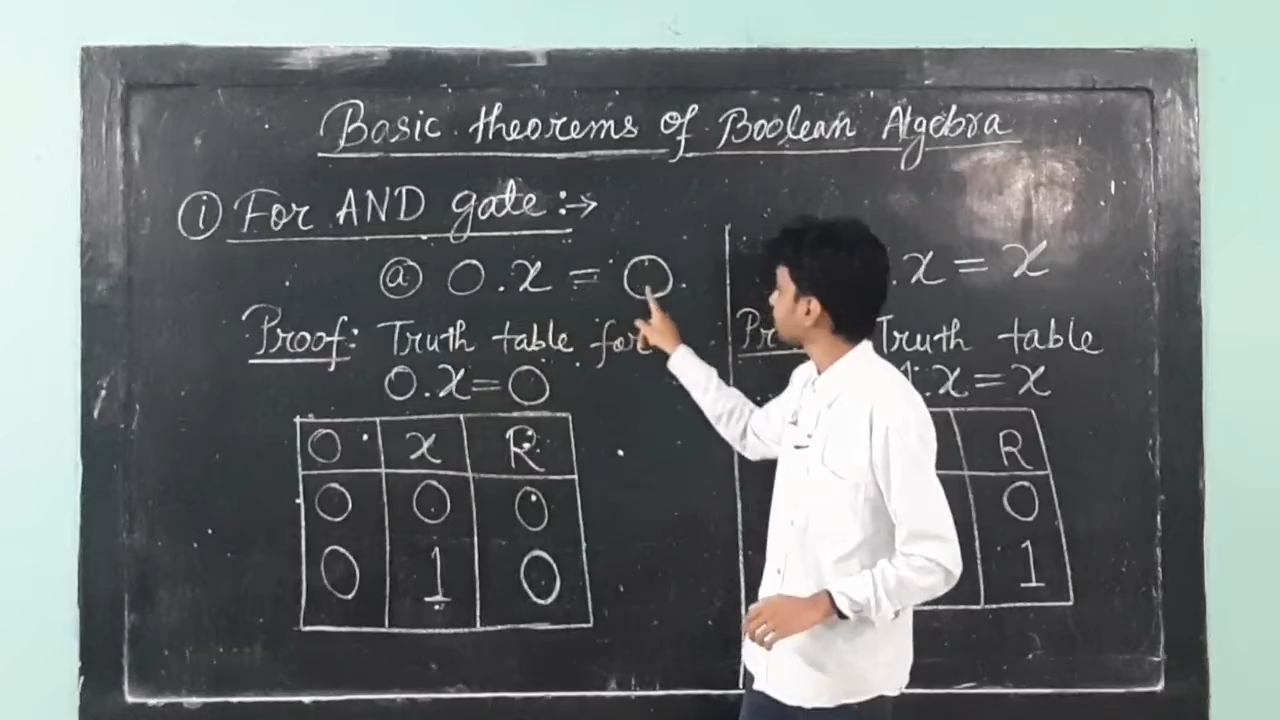 Basic theorems of Boolean Algebra
i For AND gate :→
a 0.x = 0
Proof: Truth table for
0.x=0
0 x R
0 0 0
0 1 0
.x = x
Truth table
1.x=x
R
0
1